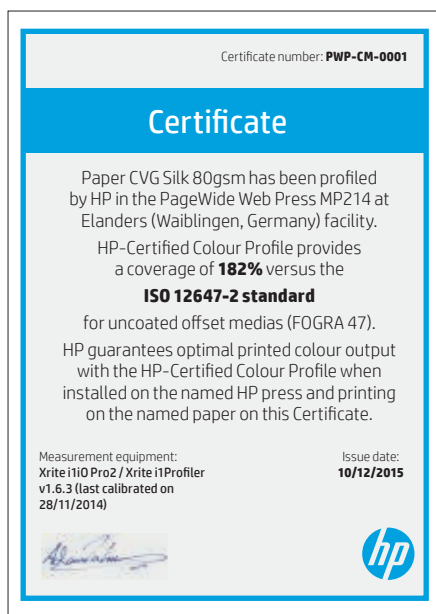 Certificate number: PWP-CM-0001
Certificate
Paper CVG Silk 80gsm has been profiled
by HP in the PageWide Web Press MP214 at
Elanders (Waiblingen, Germany) facility.
HP-Certified Colour Profile provides
a coverage of 182% versus the
ISO 12647-2 standard
for uncoated offset medias (FOGRA 47).
HP guarantees optimal printed colour output
with the HP-Certified Colour Profile when
installed on the named HP press and printing
on the named paper on this Certificate.
Measurement equipment:
Xrite i1iO Pro2 / Xrite i1Profiler
v1.6.3 (last calibrated on
28/11/2014)
Issue date:
10/12/2015
hp